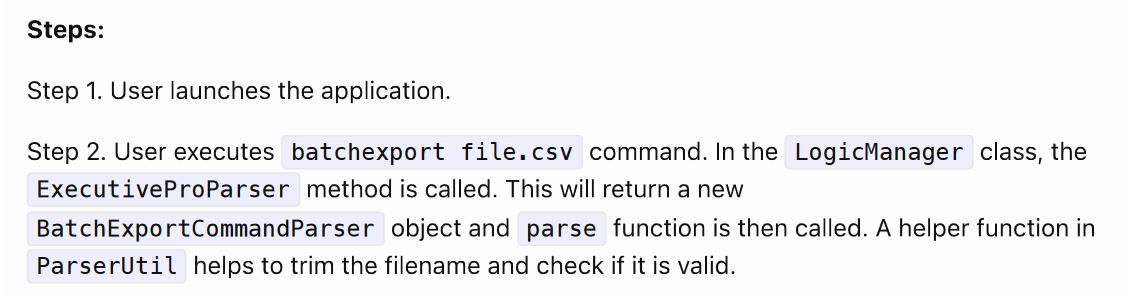 Steps:
Step 1. User launches the application.
Step 2. User executes batchexport file.csv command. In the LogicManager class, the
ExecutiveProParser method is called. This will return a new
BatchExportCommandParser object and parse function is then called. A helper function in
ParserUtil helps to trim the filename and check if it is valid.